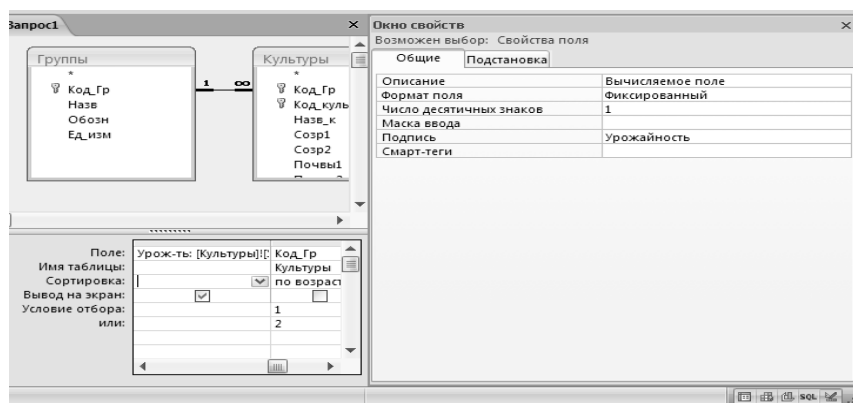 Запрос1
Группы
*
Код_Гр
Назв
Обозн
Ед_изм
1 ∞
Культуры
*
Код_Гр
Код_куль
Назв_к
Созр1
Созр2
Почвы1
Поле: Урож-ть: [Культуры]![ Код_Гр
Имя таблицы: Культуры
Сортировка: по возраст
Вывод на экран:
Условие отбора: 1
или: 2
Окно свойств
Возможен выбор: Свойства поля
Общие Подстановка
Описание Вычисляемое поле
Формат поля Фиксированный
Число десятичных знаков 1
Маска ввода
Подпись Урожайность
Смарт-теги
SQL